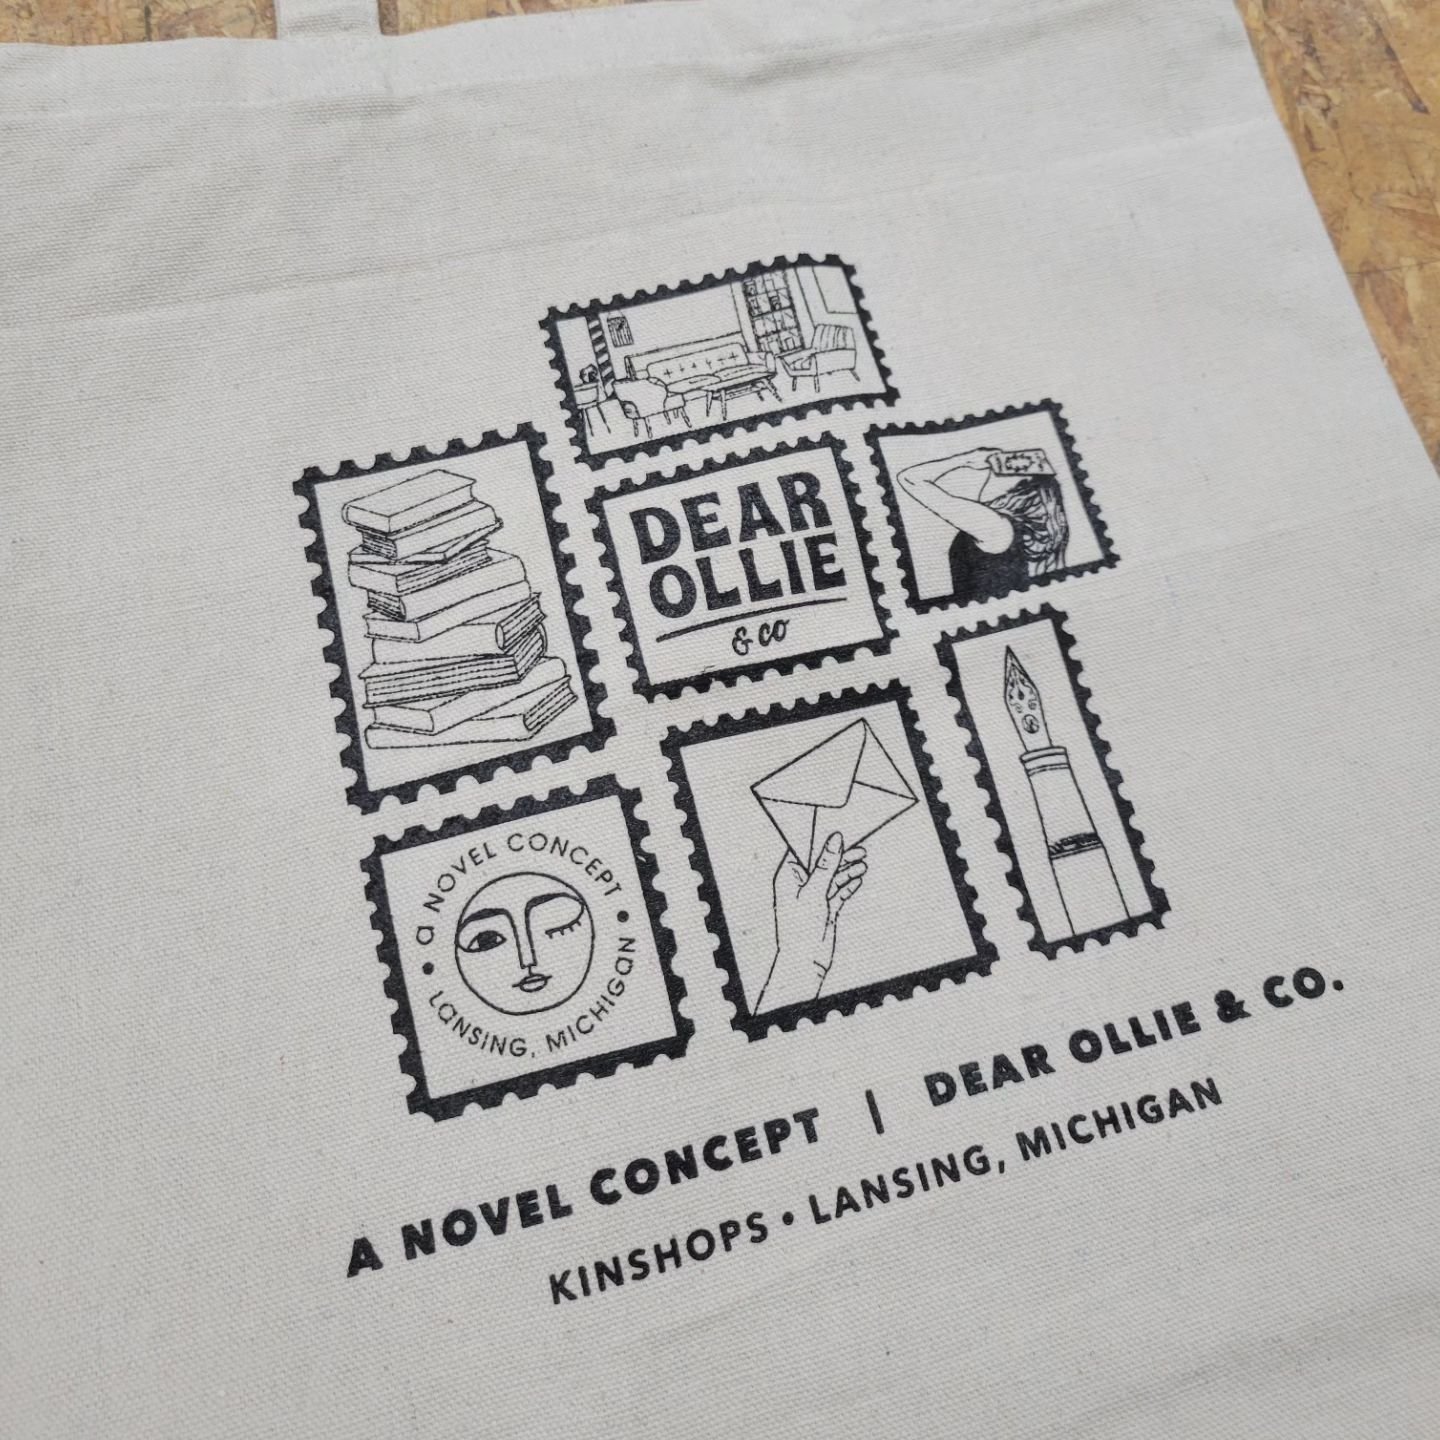 DEAR
OLLIE
& co
a NOVEL CONCEPT
• LaNSING, MICHIGaN •
A NOVEL CONCEPT | DEAR OLLIE & CO.
KINSHOPS • LANSING, MICHIGAN